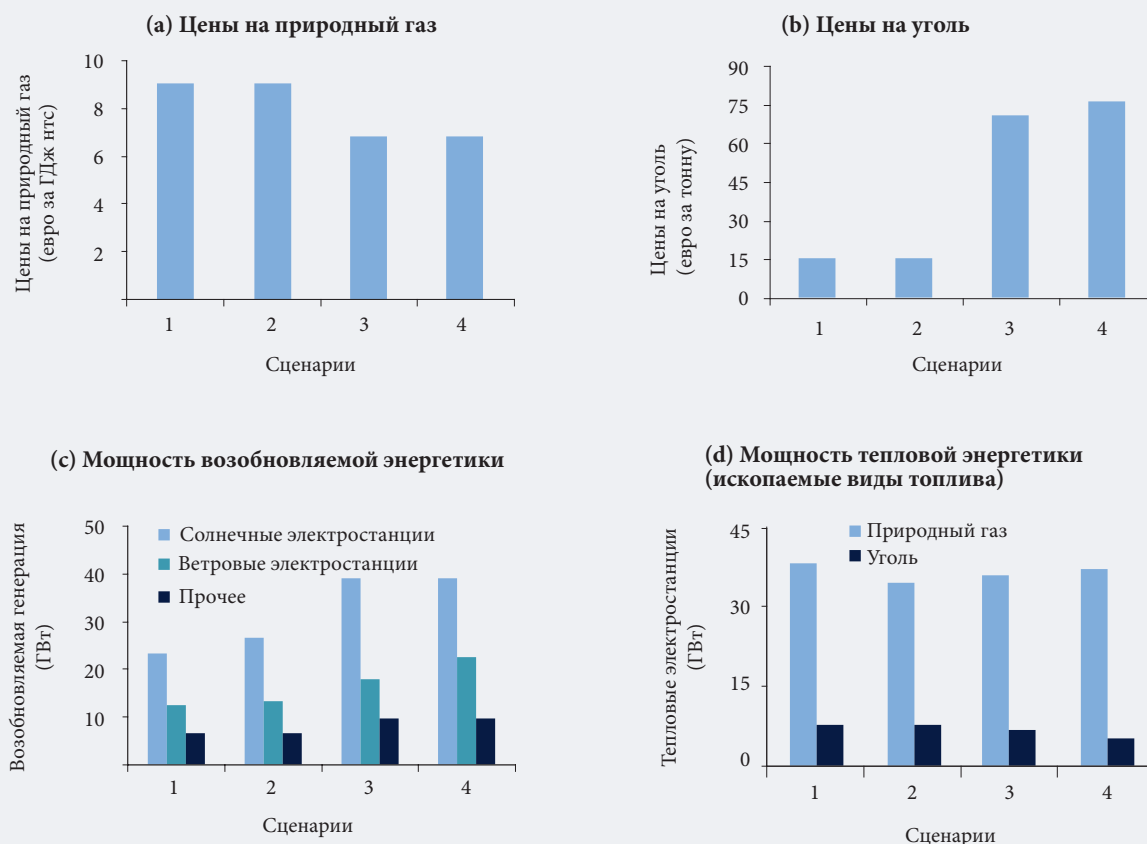 (a) Цены на природный газ
Цены на природный газ
(евро за ГДж нтс)
10
8
6
4
2
1 2 3 4
Сценарии
(b) Цены на уголь
Цены на уголь
(евро за тонну)
90
75
60
45
30
15
0
1 2 3 4
Сценарии
(c) Мощность возобновляемой энергетики
Возобновляемая генерация
(ГВт)
50
40
30
20
10
Солнечные электростанции
Ветровые электростанции
Прочее
1 2 3 4
Сценарии
(d) Мощность тепловой энергетики
(ископаемые виды топлива)
Тепловые электростанции
(ГВт)
45
30
15
0
Природный газ
Уголь
1 2 3 4
Сценарии